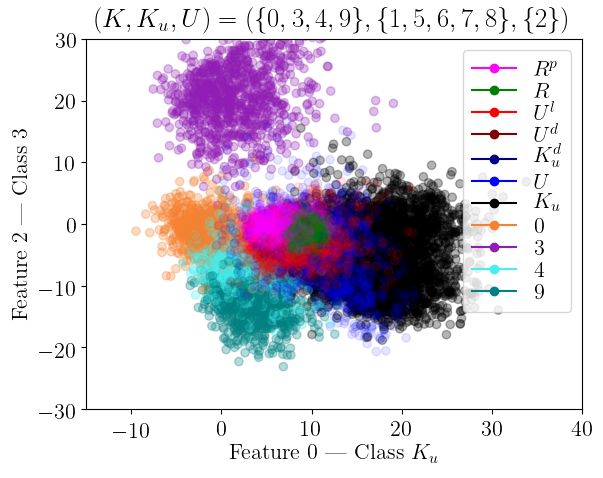 (K, K_u, U) = ({0, 3, 4, 9}, {1, 5, 6, 7, 8}, {2})
30
20
10
0
−10
−20
−30
Feature 2 — Class 3
−10
0
10
20
30
40
Feature 0 — Class K_u
R^p
R
U^l
U^d
K_u^d
U
K_u
0
3
4
9